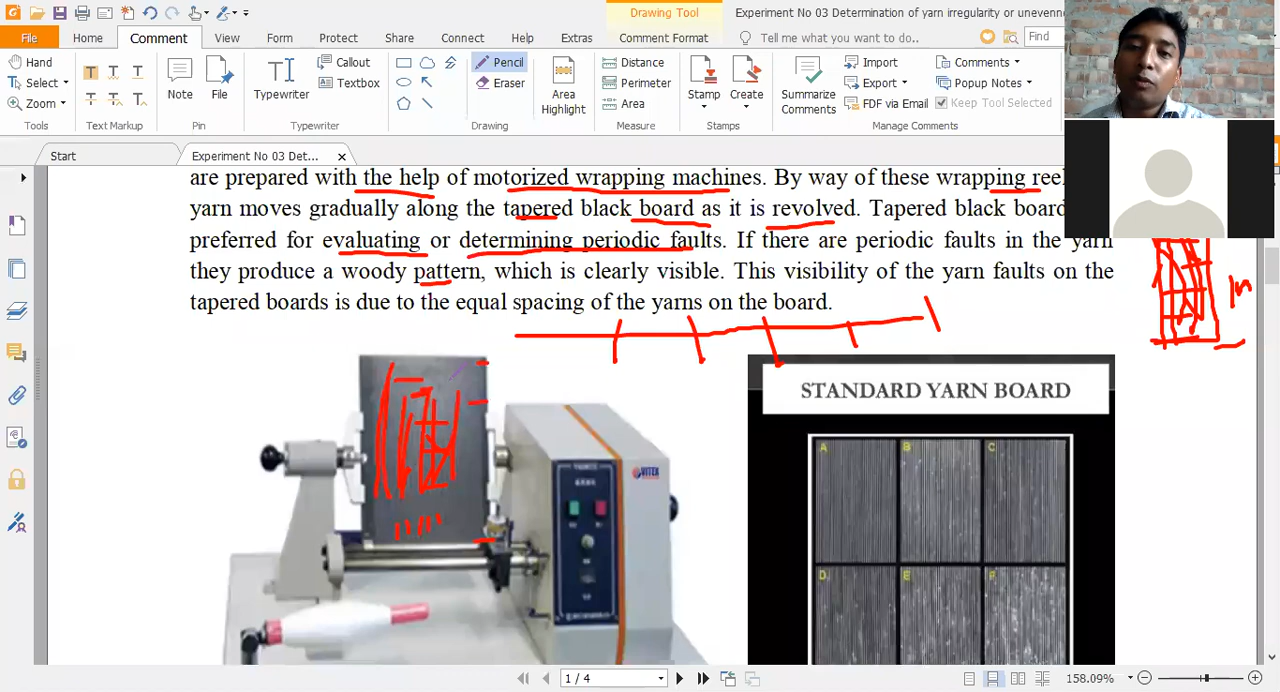 Drawing Tool
Experiment No 03 Determination of yarn irregularity or unevenn
File Home Comment View Form Protect Share Connect Help Extras Comment Format Tell me what you want to do.. Find
Hand
Select
Zoom
Tools
Text Markup
Note
File
Pin
Typewriter
Callout
Textbox
Typewriter
Pencil
Eraser
Drawing
Area
Highlight
Distance
Perimeter
Area
Measure
Stamp
Create
Stamps
Summarize
Comments
Import
Export
FDF via Email
Comments
Popup Notes
Keep Tool Selected
Manage Comments
Start
Experiment No 03 Det...
are prepared with the help of motorized wrapping machines. By way of these wrapping reel
yarn moves gradually along the tapered black board as it is revolved. Tapered black board
preferred for evaluating or determining periodic faults. If there are periodic faults in the yarn
they produce a woody pattern, which is clearly visible. This visibility of the yarn faults on the
tapered boards is due to the equal spacing of the yarns on the board.
STANDARD YARN BOARD
A B C
D E F
VITEK
1 / 4
158.09%